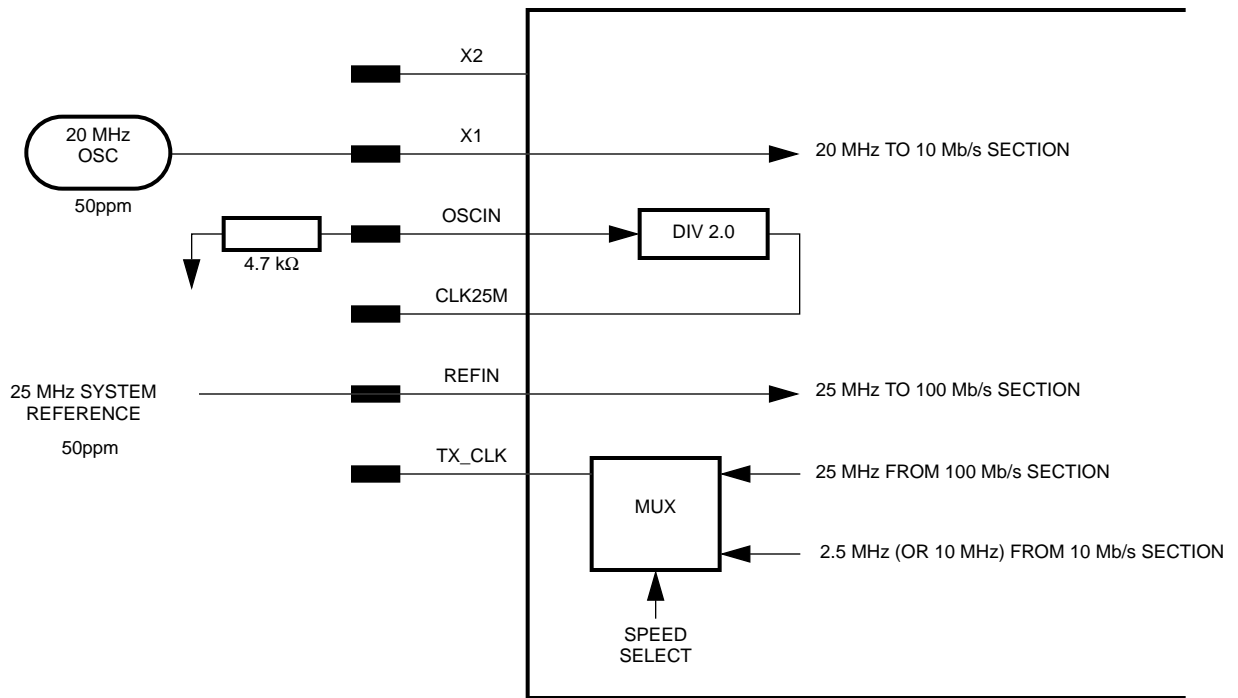 X2
20 MHz
OSC
50ppm
X1
20 MHz TO 10 Mb/s SECTION
OSCIN
4.7 kΩ
DIV 2.0
CLK25M
25 MHz SYSTEM
REFERENCE
50ppm
REFIN
25 MHz TO 100 Mb/s SECTION
TX_CLK
MUX
25 MHz FROM 100 Mb/s SECTION
2.5 MHz (OR 10 MHz) FROM 10 Mb/s SECTION
SPEED
SELECT